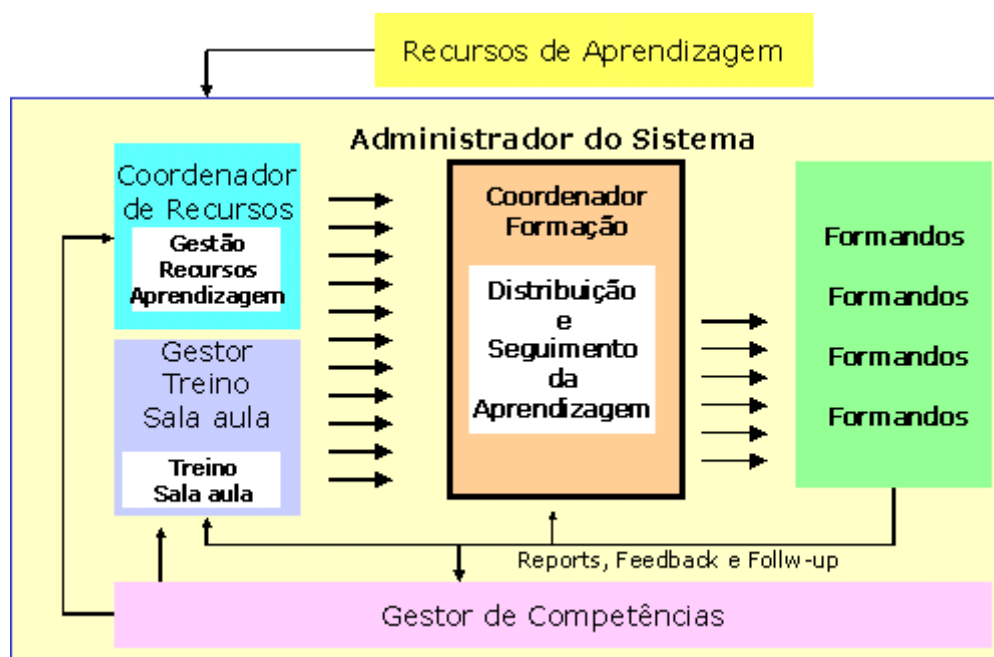 Recursos de Aprendizagem
Administrador do Sistema
Coordenador
de Recursos
Gestão
Recursos
Aprendizagem
Gestor
Treino
Sala aula
Treino
Sala aula
Coordenador
Formação
Distribuição
e
Seguimento
da
Aprendizagem
Formandos
Formandos
Formandos
Formandos
Reports, Feedback e Follw-up
Gestor de Competências